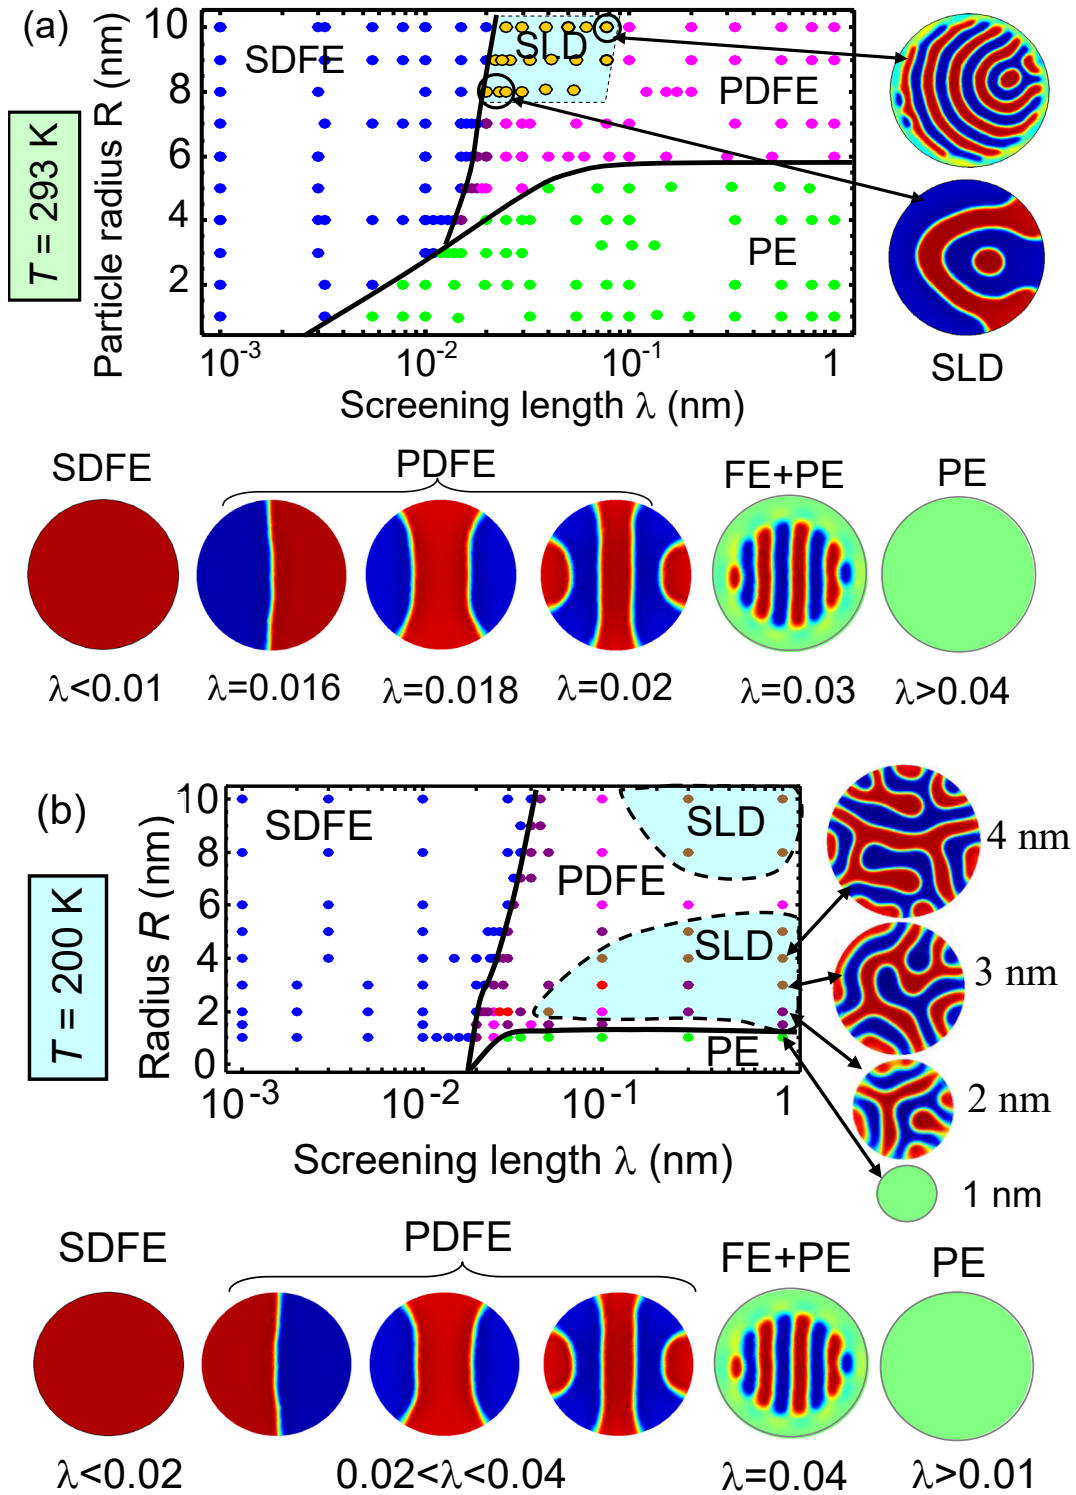 (a)
T = 293 K
Particle radius R (nm)
10
8
6
4
2
SDFE
SLD
PDFE
PE
10-3
10-2
10-1
1
Screening length λ (nm)
SLD
SDFE
PDFE
FE+PE
PE
λ<0.01
λ=0.016
λ=0.018
λ=0.02
λ=0.03
λ>0.04
(b)
T = 200 K
Radius R (nm)
10
8
6
4
2
0
SDFE
PDFE
SLD
SLD
PE
10-3
10-2
10-1
1
Screening length λ (nm)
4 nm
3 nm
2 nm
1 nm
SDFE
PDFE
FE+PE
PE
λ<0.02
0.02<λ<0.04
λ=0.04
λ>0.01